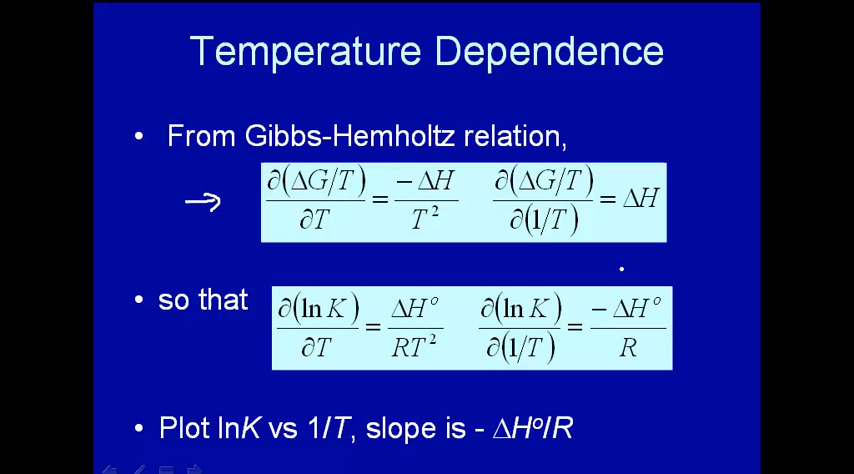 Temperature Dependence
• From Gibbs-Hemholtz relation,
∂(ΔG/T)/∂T = −ΔH/T² ∂(ΔG/T)/∂(1/T) = ΔH
• so that
∂(ln K)/∂T = ΔH°/RT² ∂(ln K)/∂(1/T) = −ΔH°/R
• Plot lnK vs 1/T, slope is - ΔH°/R